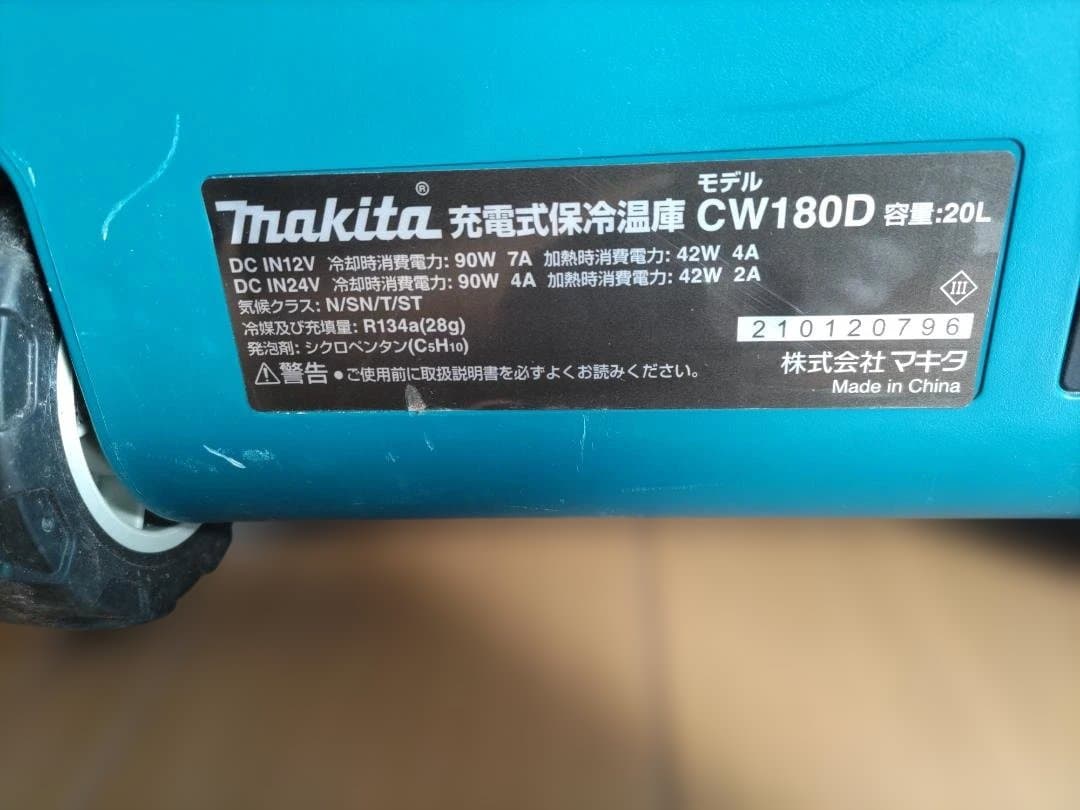 makita® 充電式保冷温庫 モデル CW180D 容量:20L
DC IN12V 冷却時消費電力: 90W 7A 加熱時消費電力: 42W 4A
DC IN24V 冷却時消費電力: 90W 4A 加熱時消費電力: 42W 2A
気候クラス: N/SN/T/ST
III
冷媒及び充填量: R134a(28g)
210120796
発泡剤: シクロペンタン(C5H10)
株式会社 マキタ
⚠警告 ●ご使用前に取扱説明書を必ずよくお読みください。
Made in China